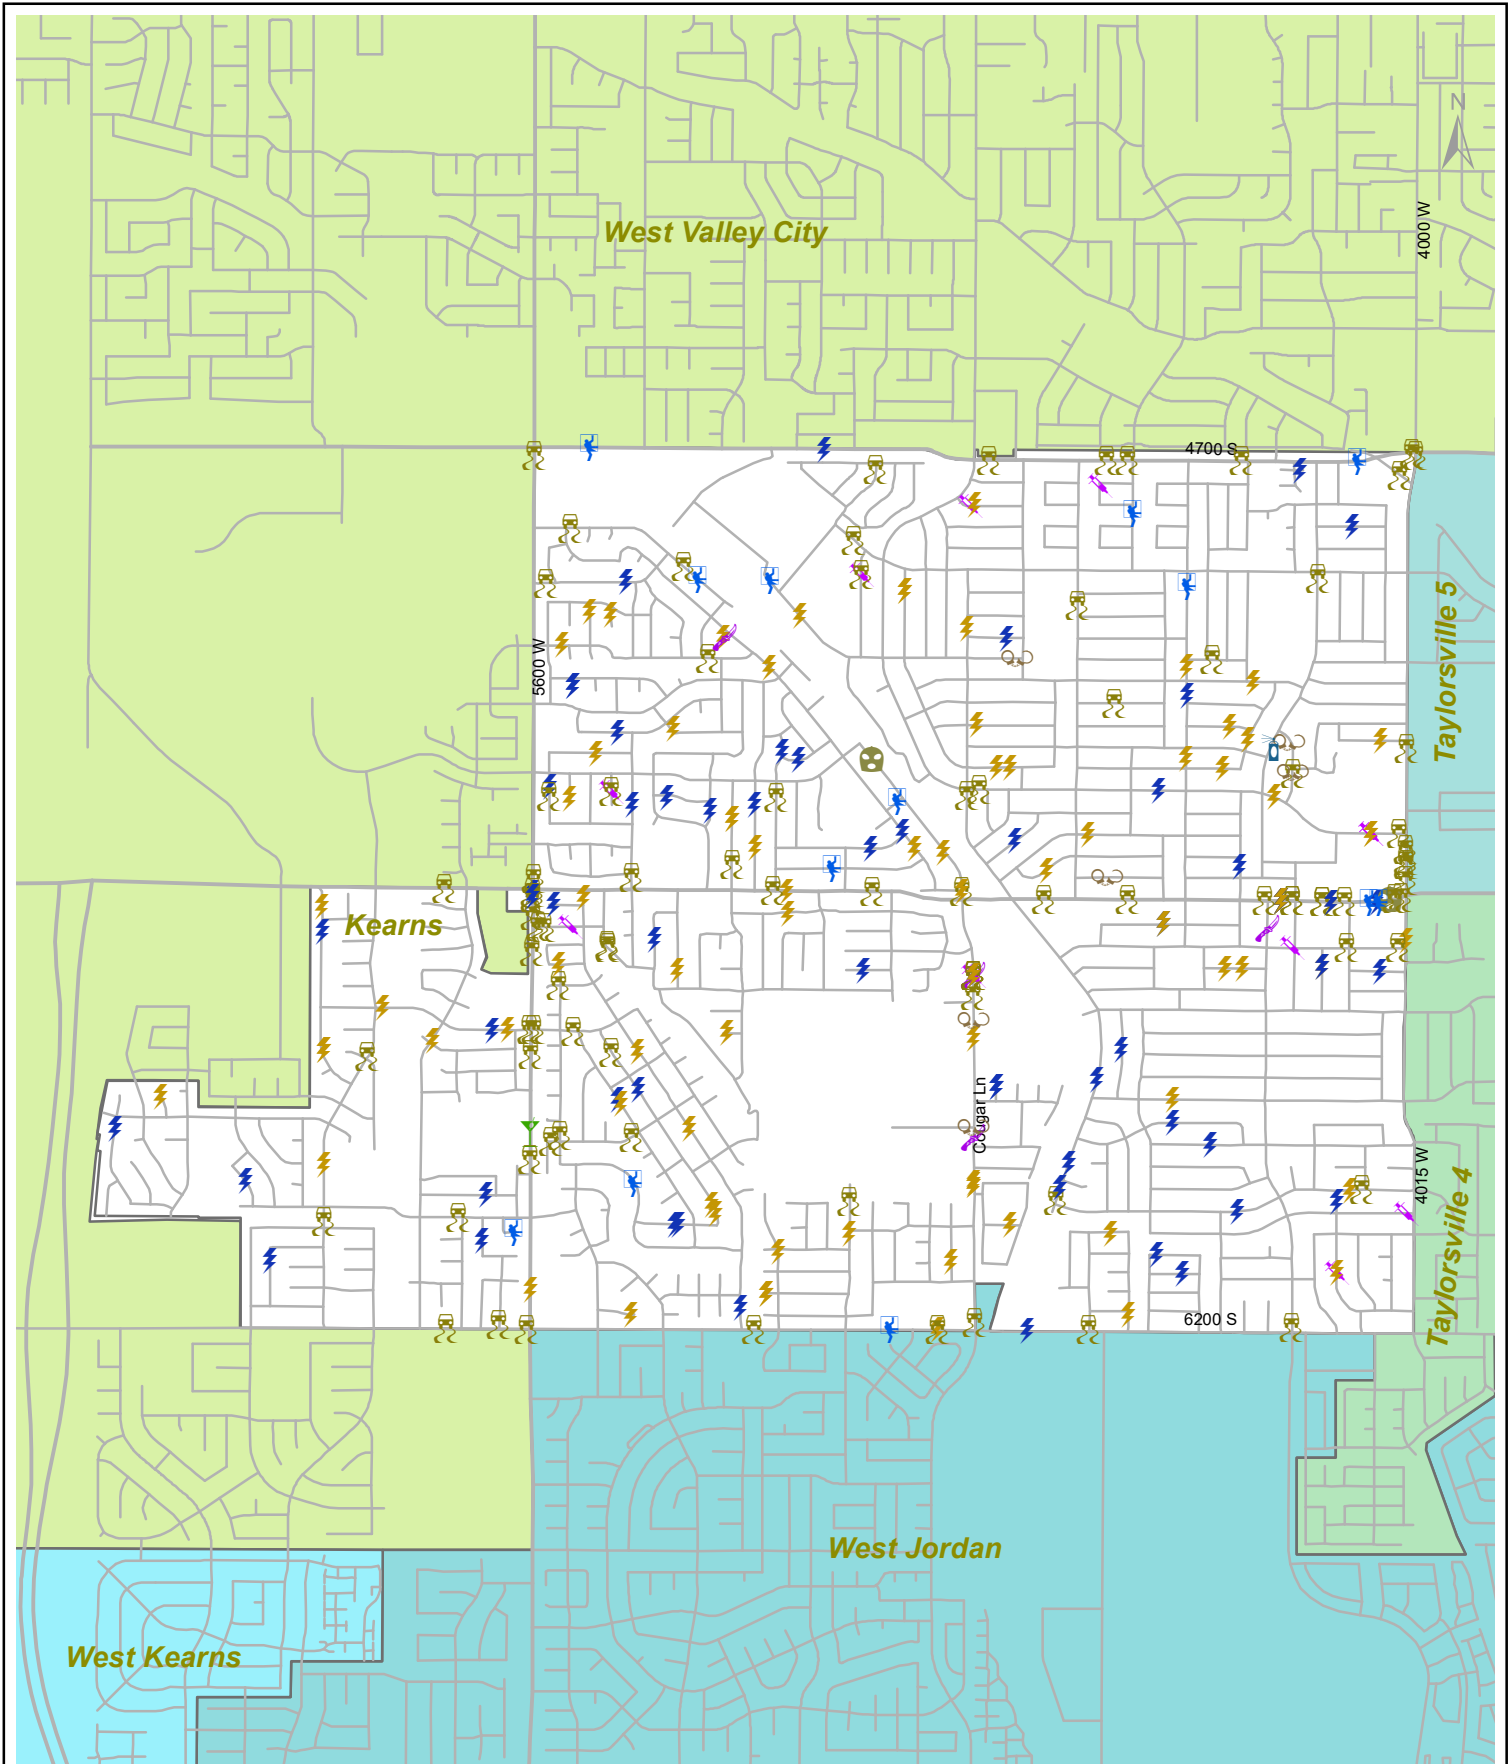 N
4000 W
West Valley City
4700 S
Taylorsville 5
5600 W
Kearns
Cougar Ln
4015 W
Taylorsville 4
6200 S
West Jordan
West Kearns